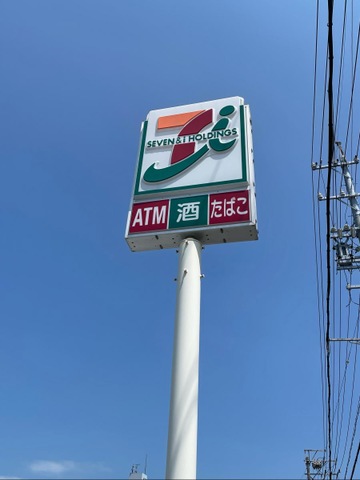 SEVEN&i HOLDINGS
ATM 酒 たばこ